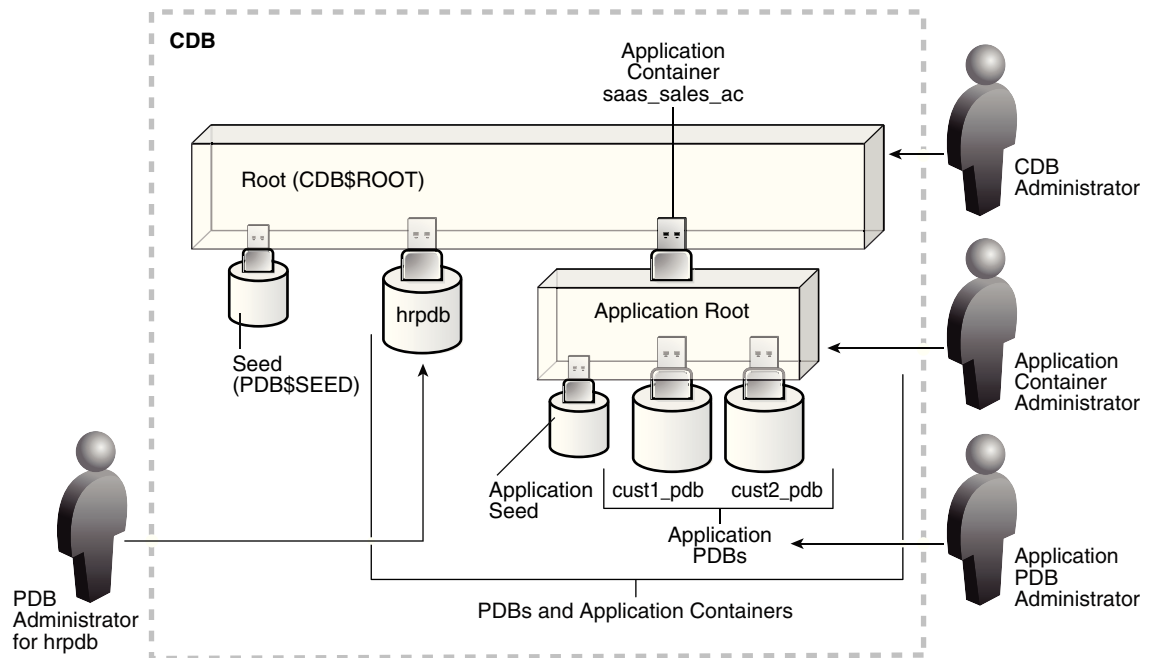 CDB
Application
Container
saas_sales_ac
Root (CDB$ROOT)
CDB
Administrator
hrpdb
Application Root
Seed
(PDB$SEED)
Application
Container
Administrator
Application
Seed
cust1_pdb
cust2_pdb
Application
PDBs
Application
PDB
Administrator
PDB
Administrator
for hrpdb
PDBs and Application Containers